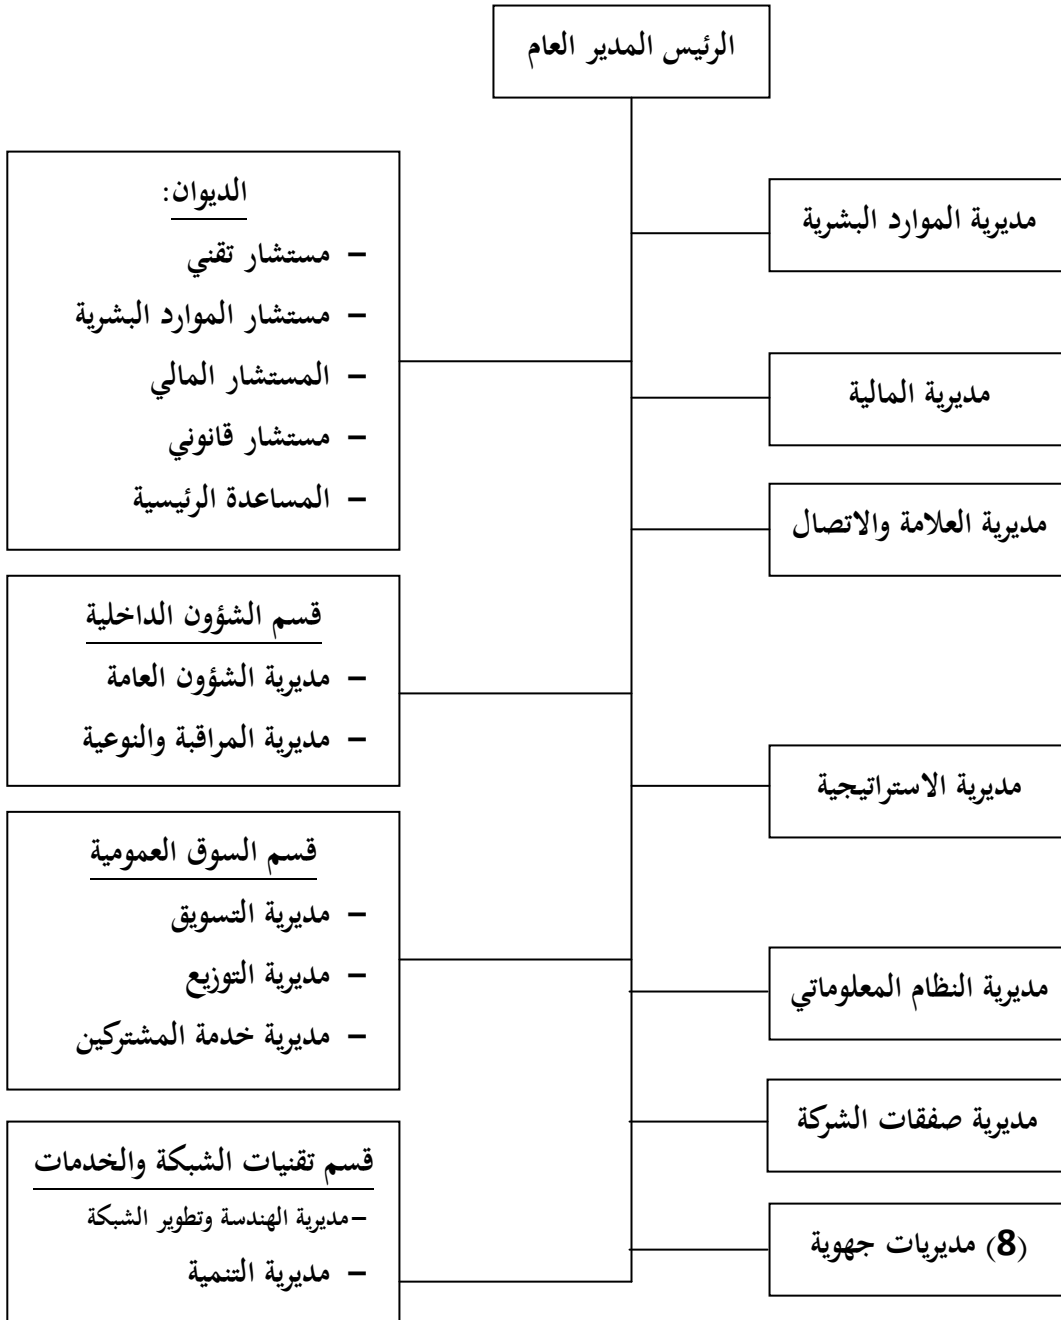 الرئيس المدير العام
مديرية الموارد البشرية
مديرية المالية
مديرية العلامة والاتصال
مديرية الاستراتيجية
مديرية النظام المعلوماتي
مديرية صفقات الشركة
(8) مديريات جهوية
الديوان:
– مستشار تقني
– مستشار الموارد البشرية
– المستشار المالي
– مستشار قانوني
– المساعدة الرئيسية
قسم الشؤون الداخلية
– مديرية الشؤون العامة
– مديرية المراقبة والنوعية
قسم السوق العمومية
– مديرية التسويق
– مديرية التوزيع
– مديرية خدمة المشتركين
قسم تقنيات الشبكة والخدمات
–مديرية الهندسة وتطوير الشبكة
– مديرية التنمية